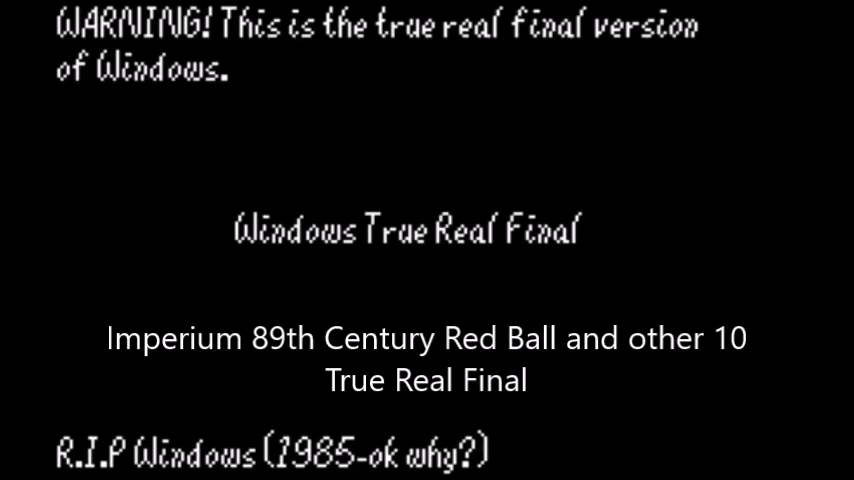 WARNING! This is the true real final version
of Windows.
Windows True Real Final
Imperium 89th Century Red Ball and other 10
True Real Final
R.I.P Windows (1985-ok why?)